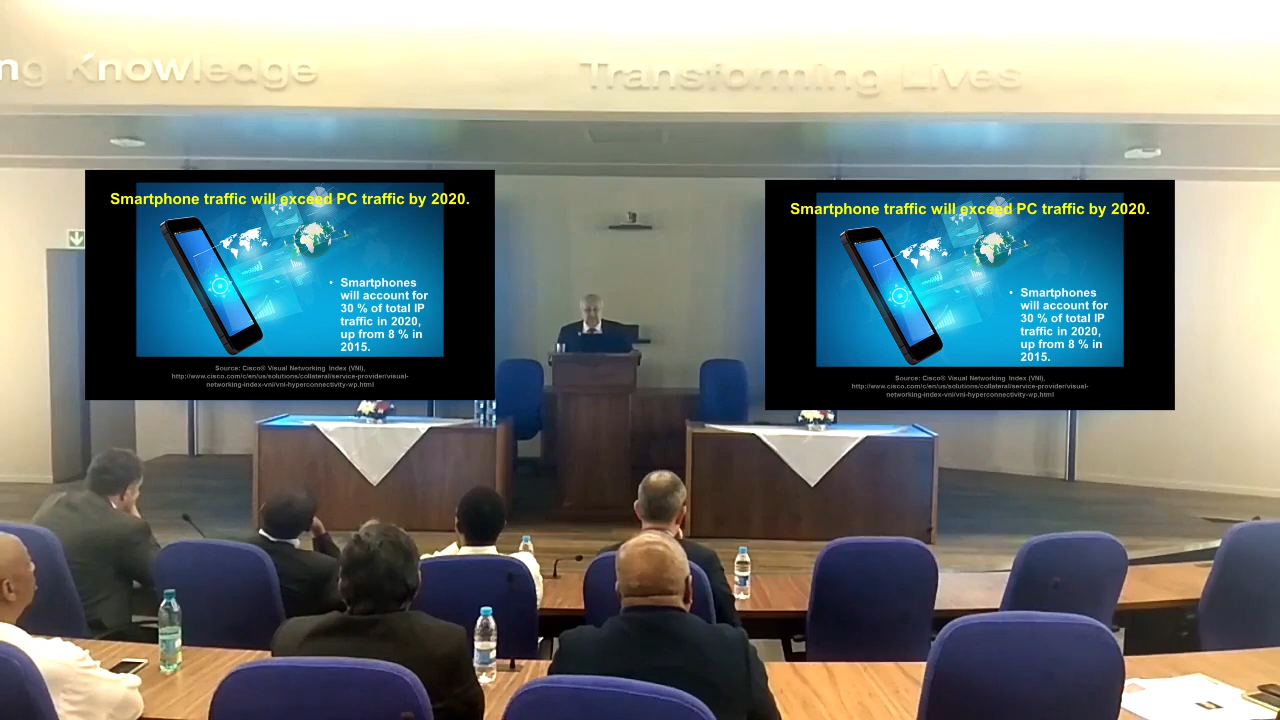 ng Knowledge
Transforming Lives
Smartphone traffic will exceed PC traffic by 2020.
• Smartphones
will account for
30 % of total IP
traffic in 2020,
up from 8 % in
2015.
Source: Cisco® Visual Networking Index (VNI),
http://www.cisco.com/c/en/us/solutions/collateral/service-provider/visual-
networking-index-vni/vni-hyperconnectivity-wp.html
Smartphone traffic will exceed PC traffic by 2020.
• Smartphones
will account for
30 % of total IP
traffic in 2020,
up from 8 % in
2015.
Source: Cisco® Visual Networking Index (VNI),
http://www.cisco.com/c/en/us/solutions/collateral/service-provider/visual-
networking-index-vni/vni-hyperconnectivity-wp.html